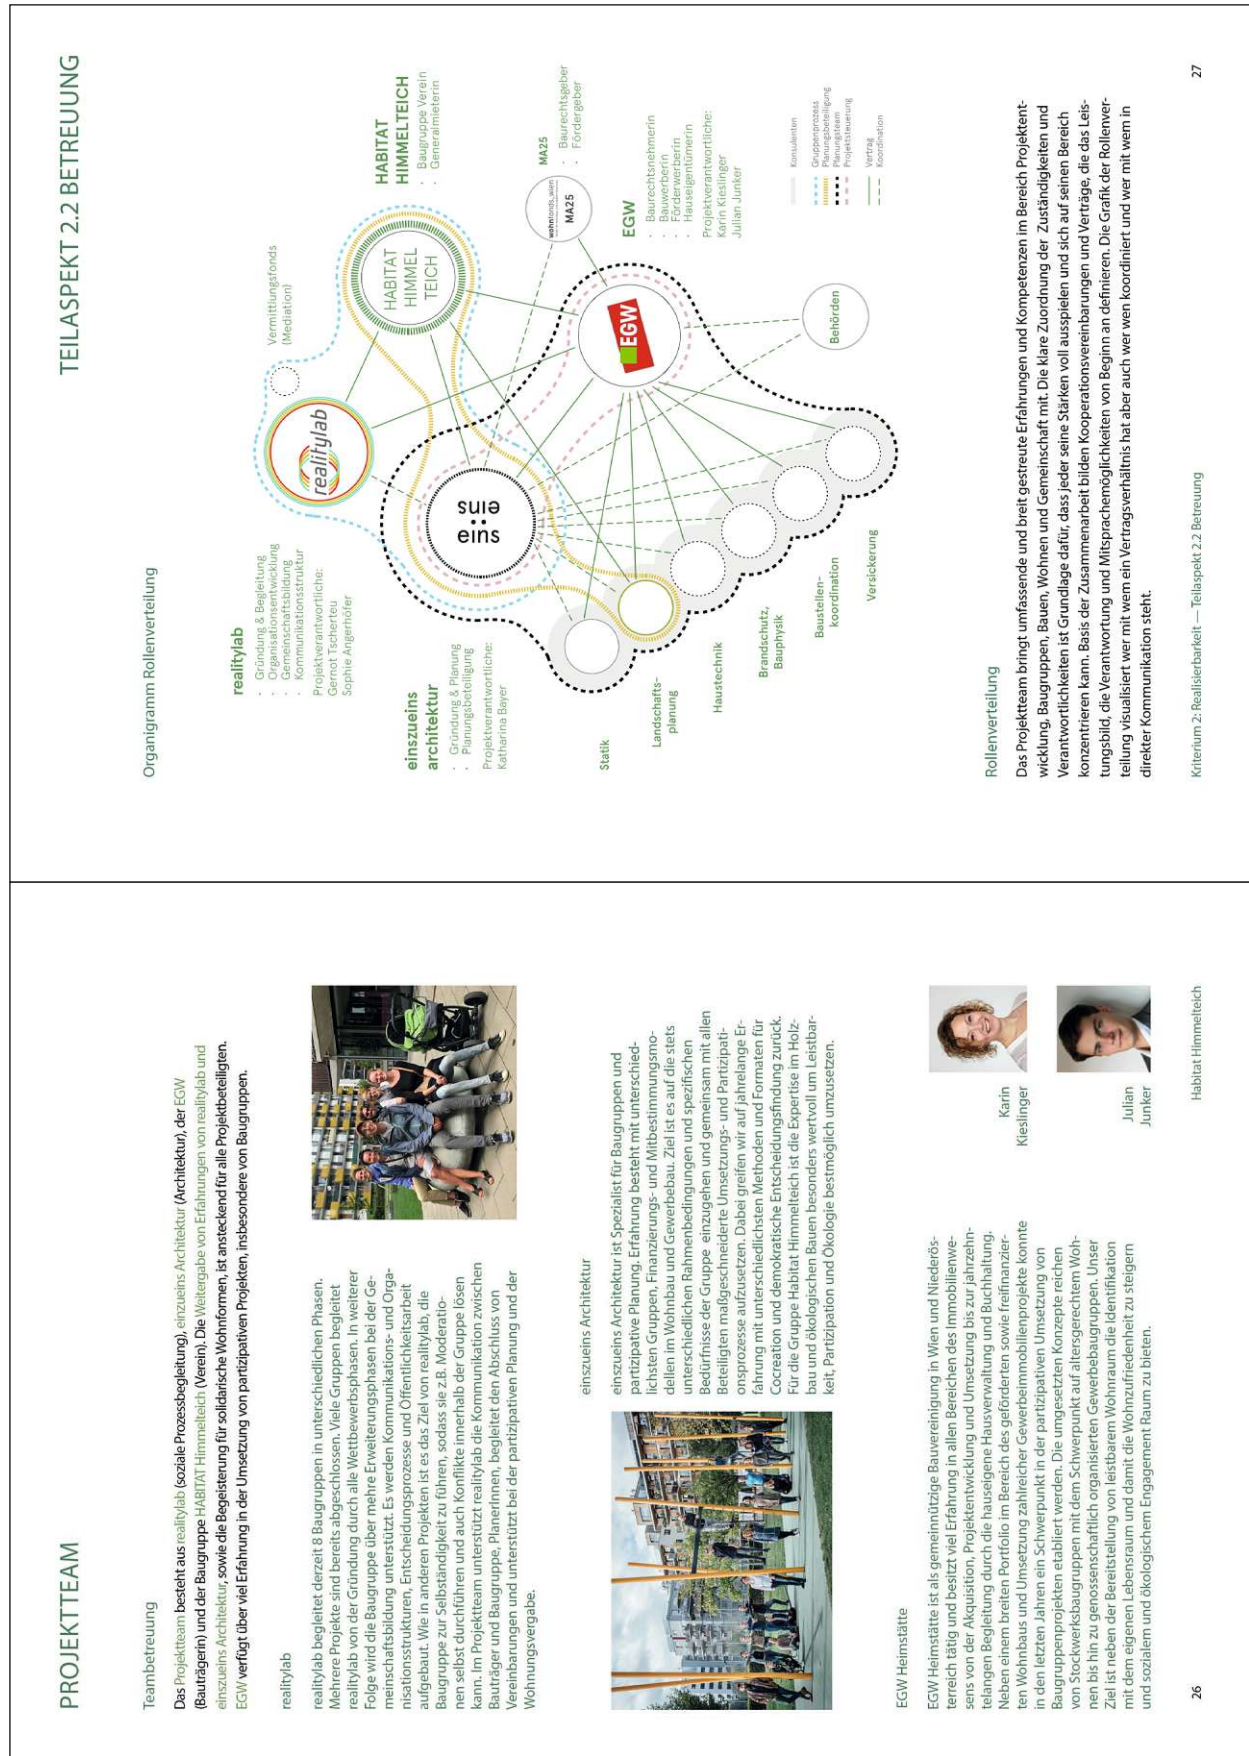 PROJEKTTEAM
Teambetreuung
Das Projektteam besteht aus realitylab (soziale Prozessbegleitung), einszueins Architektur (Architektur), der EGW
(Bauträgerin) und der Baugruppe HABITAT Himmelteich (Verein). Die Weitergabe von Erfahrungen von realitylab und
einszueins Architektur, sowie die Begeisterung für solidarische Wohnformen, ist ansteckend für alle Projektbeteiligten.
EGW verfügt über viel Erfahrung in der Umsetzung von partizipativen Projekten, insbesondere von Baugruppen.
realitylab
realitylab begleitet derzeit 8 Baugruppen in unterschiedlichen Phasen.
Mehrere Projekte sind bereits abgeschlossen. Viele Gruppen begleitet
realitylab von der Gründung durch alle Wettbewerbsphasen. In weiterer
Folge wird die Baugruppe über mehre Erweiterungsphasen bei der Ge-
meinschaftsbildung unterstützt. Es werden Kommunikations- und Orga-
nisationsstrukturen, Entscheidungsprozesse und Öffentlichkeitsarbeit
aufgebaut. Wie in anderen Projekten ist es das Ziel von realitylab, die
Baugruppe zur Selbständigkeit zu führen, sodass sie z.B. Moderatio-
nen selbst durchführen und auch Konflikte innerhalb der Gruppe lösen
kann. Im Projektteam unterstützt realitylab die Kommunikation zwischen
Bauträger und Baugruppe, PlanerInnen, begleitet den Abschluss von
Vereinbarungen und unterstützt bei der partizipativen Planung und der
Wohnungsvergabe.
einszueins Architektur
einszueins Architektur ist Spezialist für Baugruppen und
partizipative Planung. Erfahrung besteht mit unterschied-
lichsten Gruppen, Finanzierungs- und Mitbestimmungsmo-
dellen im Wohnbau und Gewerbebau. Ziel ist es auf die stets
unterschiedlichen Rahmenbedingungen und spezifischen
Bedürfnisse der Gruppe einzugehen und gemeinsam mit allen
Beteiligten maßgeschneiderte Umsetzungs- und Partizipati-
onsprozesse aufzusetzen. Dabei greifen wir auf jahrelange Er-
fahrung mit unterschiedlichsten Methoden und Formaten für
Cocreation und demokratische Entscheidungsfindung zurück.
Für die Gruppe Habitat Himmelteich ist die Expertise im Holz-
bau und ökologischen Bauen besonders wertvoll um Leistbar-
keit, Partizipation und Ökologie bestmöglich umzusetzen.
EGW Heimstätte
EGW Heimstätte ist als gemeinnützige Bauvereinigung in Wien und Niederös-
terreich tätig und besitzt viel Erfahrung in allen Bereichen des Immobilienwe-
sens von der Akquisition, Projektentwicklung und Umsetzung bis zur jahrzehn-
telangen Begleitung durch die hauseigene Hausverwaltung und Buchhaltung.
Neben einem breiten Portfolio im Bereich des geförderten sowie freifinanzier-
ten Wohnbaus und Umsetzung zahlreicher Gewerbeimmobilienprojekte konnte
in den letzten Jahren ein Schwerpunkt in der partizipativen Umsetzung von
Baugruppenprojekten etabliert werden. Die umgesetzten Konzepte reichen
von Stockwerksbaugruppen mit dem Schwerpunkt auf altersgerechtem Woh-
nen bis hin zu genossenschaftlich organisierten Gewerbebaugruppen. Unser
Ziel ist neben der Bereitstellung von leistbarem Wohnraum die Identifikation
mit dem eigenen Lebensraum und damit die Wohnzufriedenheit zu steigern
und sozialem und ökologischem Engagement Raum zu bieten.
Karin
Kieslinger
Julian
Junker
26
Habitat Himmelteich
TEILASPEKT 2.2 BETREUUNG
Organigramm Rollenverteilung
realitylab
· Gründung & Begleitung
· Organisationsentwicklung
· Gemeinschaftsbildung
· Kommunikationsstruktur
Projektverantwortliche:
Gernot Tscherteu
Sophie Angerhöfer
realitylab
Vermittlungsfonds
(Mediation)
HABITAT
HIMMEL
TEICH
HABITAT
HIMMELTEICH
· Baugruppe Verein
· Generalmieterin
einszueins
architektur
· Gründung & Planung
· Planungsbeteiligung
Projektverantwortliche:
Katharina Bayer
eins
eins
wohnfonds_wien
MA25
MA25
· Baurechtsgeber
· Fördergeber
EGW
EGW
· Baurechtsnehmerin
· Bauwerberin
· Förderwerberin
· Hauseigentümerin
Projektverantwortliche:
Karin Kieslinger
Julian Junker
Statik
Landschafts-
planung
Haustechnik
Brandschutz,
Bauphysik
Baustellen-
koordination
Versickerung
Behörden
Konsulenten
Gruppenprozess
Planungsbeteiligung
Planungsteam
Projektsteuerung
Vertrag
Koordination
Rollenverteilung
Das Projektteam bringt umfassende und breit gestreute Erfahrungen und Kompetenzen im Bereich Projektent-
wicklung, Baugruppen, Bauen, Wohnen und Gemeinschaft mit. Die klare Zuordnung der Zuständigkeiten und
Verantwortlichkeiten ist Grundlage dafür, dass jeder seine Stärken voll ausspielen und sich auf seinen Bereich
konzentrieren kann. Basis der Zusammenarbeit bilden Kooperationsvereinbarungen und Verträge, die das Leis-
tungsbild, die Verantwortung und Mitsprachemöglichkeiten von Beginn an definieren. Die Grafik der Rollenver-
teilung visualisiert wer mit wem ein Vertragsverhältnis hat aber auch wer wen koordiniert und wer mit wem in
direkter Kommunikation steht.
Kriterium 2: Realisierbarkeit — Teilaspekt 2.2 Betreuung
27